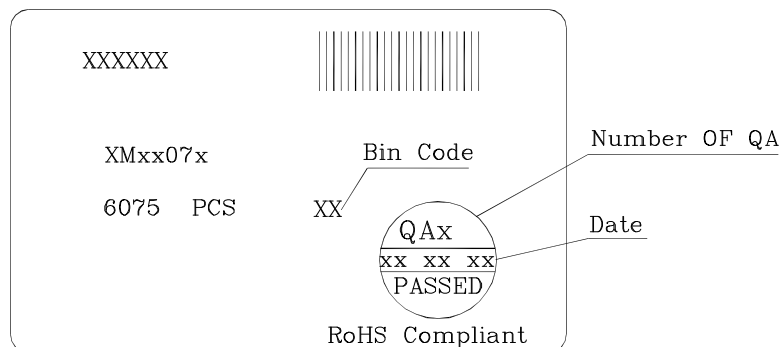 XXXXXX
XMxx07x
Bin Code
Number OF QA
6075 PCS
XX
QAx
Date
xx xx xx
PASSED
RoHS Compliant